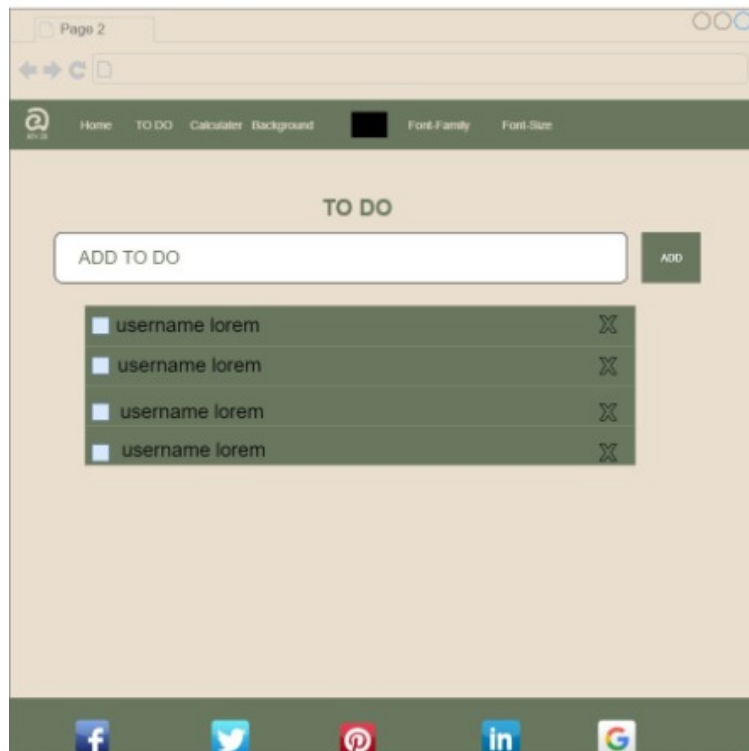 Page 2
Home TO DO Calculater Background Font-Family Font-Size
TO DO
ADD TO DO ADD
username lorem X
username lorem X
username lorem X
username lorem X
f in G